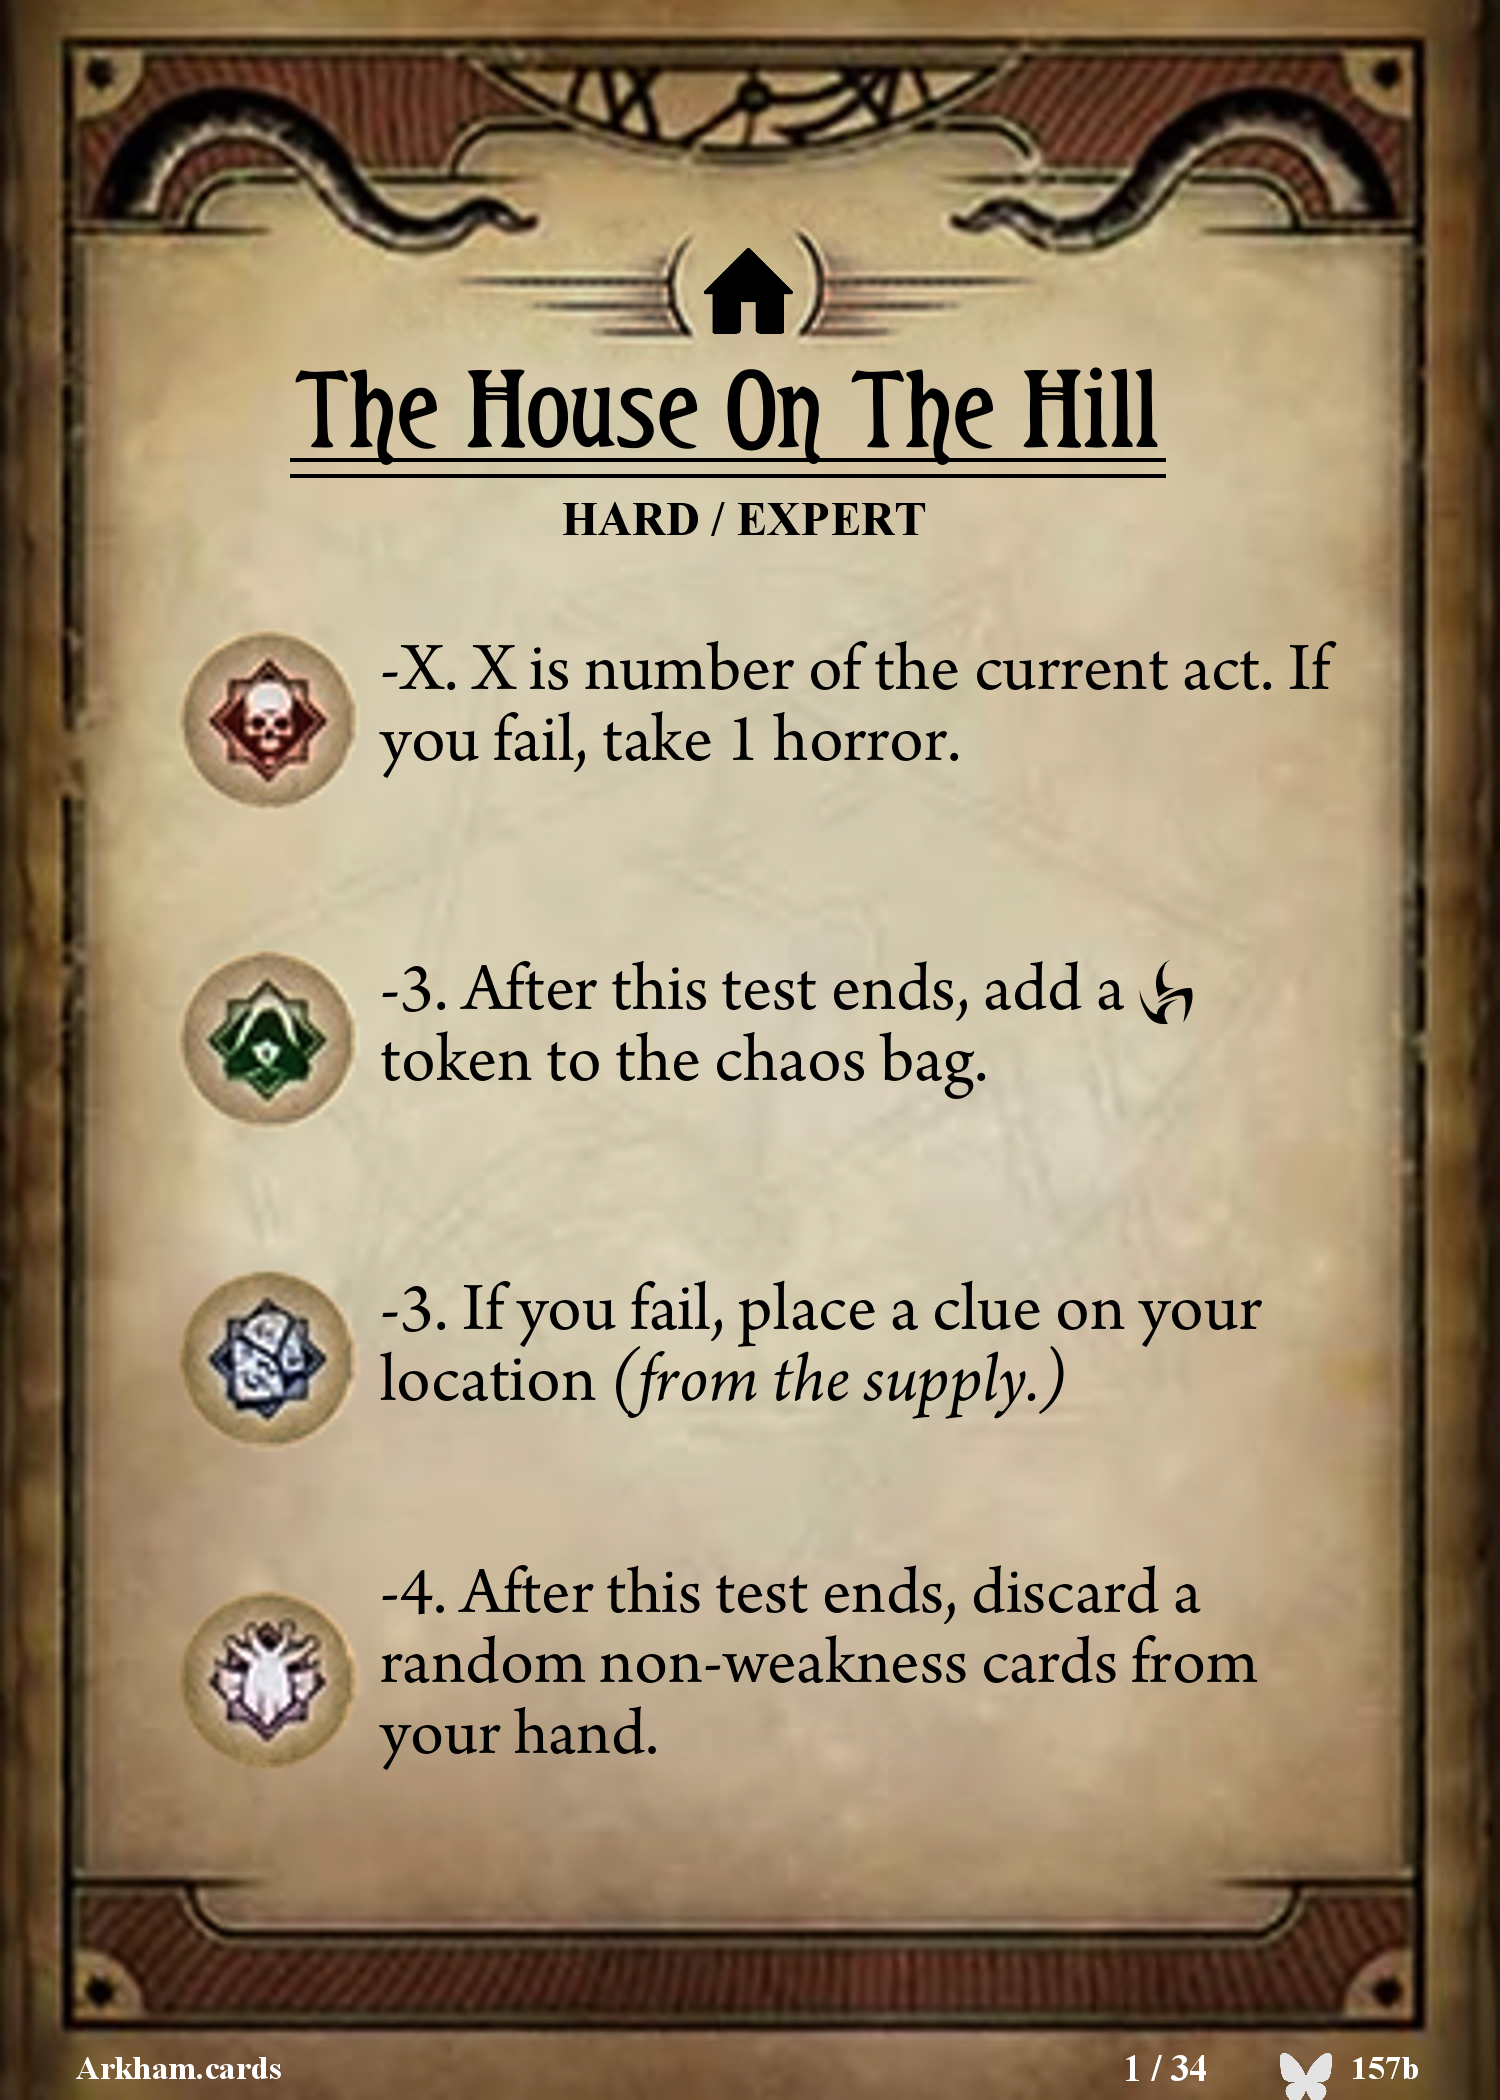 The House On The Hill
HARD / EXPERT
-X. X is number of the current act. If
you fail, take 1 horror.
-3. After this test ends, add a
token to the chaos bag.
-3. If you fail, place a clue on your
location (from the supply.)
-4. After this test ends, discard a
random non-weakness cards from
your hand.
Arkham.cards
1 / 34
157b